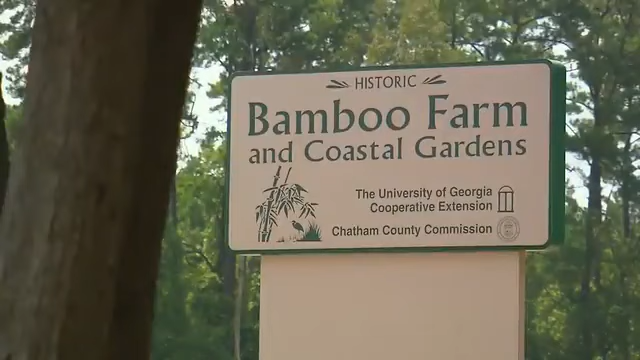 HISTORIC
Bamboo Farm
and Coastal Gardens
The University of Georgia
Cooperative Extension
Chatham County Commission